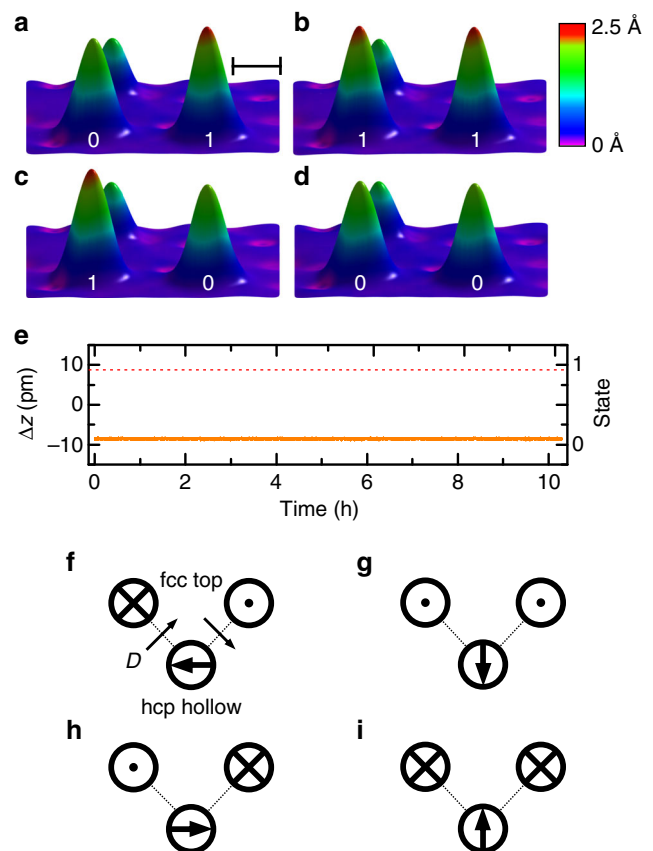 a
b
2.5 Å
0 Å
0 1
1 1
c
d
1 0
0 0
e
10
0
−10
Δz (pm)
1
0
State
0 2 4 6 8 10
Time (h)
f
fcc top
g
D
hcp hollow
h
i